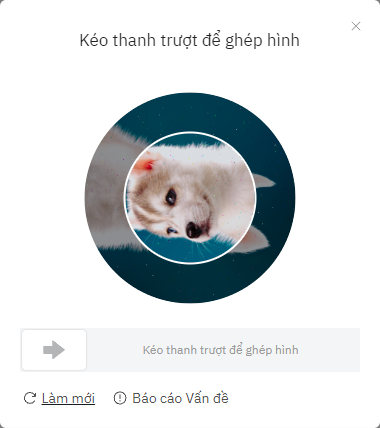 Kéo thanh trượt để ghép hình
Kéo thanh trượt để ghép hình
Làm mới Báo cáo Vấn đề